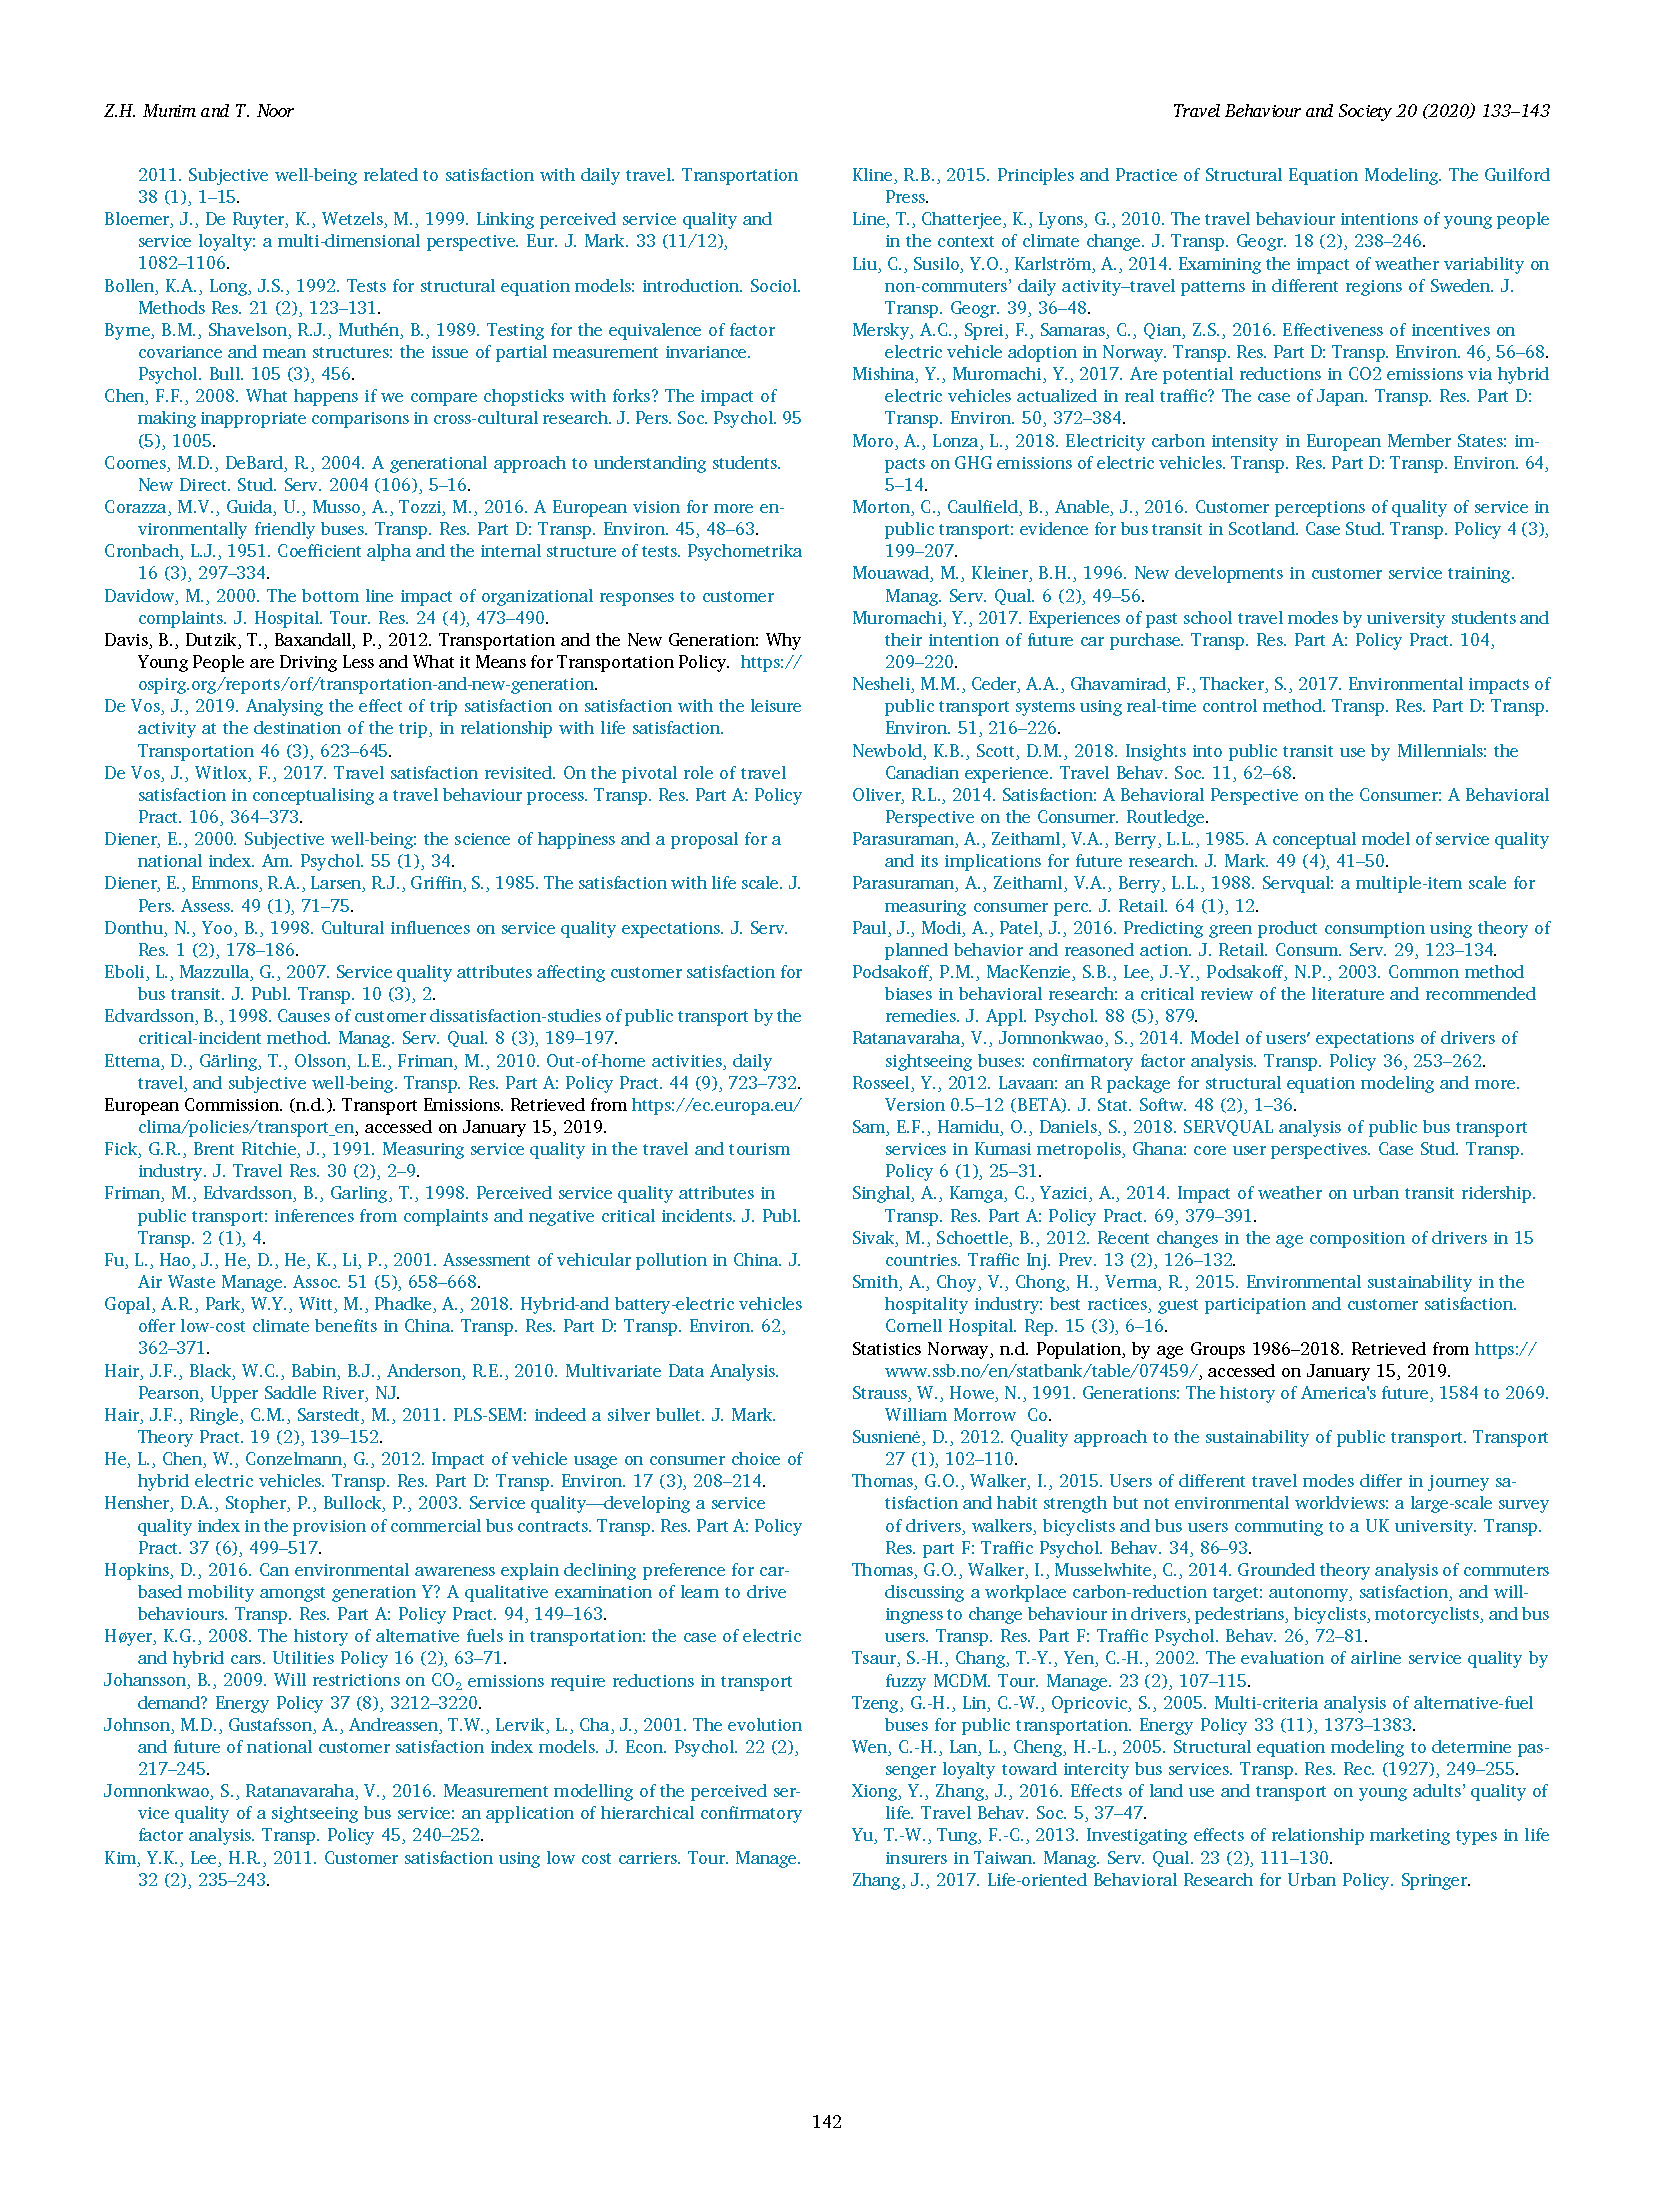 Z.H. Munim and T. Noor
Travel Behaviour and Society 20 (2020) 133–143
2011. Subjective well-being related to satisfaction with daily travel. Transportation
38 (1), 1–15.
Bloemer, J., De Ruyter, K., Wetzels, M., 1999. Linking perceived service quality and
service loyalty: a multi-dimensional perspective. Eur. J. Mark. 33 (11/12),
1082–1106.
Bollen, K.A., Long, J.S., 1992. Tests for structural equation models: introduction. Sociol.
Methods Res. 21 (2), 123–131.
Byrne, B.M., Shavelson, R.J., Muthén, B., 1989. Testing for the equivalence of factor
covariance and mean structures: the issue of partial measurement invariance.
Psychol. Bull. 105 (3), 456.
Chen, F.F., 2008. What happens if we compare chopsticks with forks? The impact of
making inappropriate comparisons in cross-cultural research. J. Pers. Soc. Psychol. 95
(5), 1005.
Coomes, M.D., DeBard, R., 2004. A generational approach to understanding students.
New Direct. Stud. Serv. 2004 (106), 5–16.
Corazza, M.V., Guida, U., Musso, A., Tozzi, M., 2016. A European vision for more en-
vironmentally friendly buses. Transp. Res. Part D: Transp. Environ. 45, 48–63.
Cronbach, L.J., 1951. Coefficient alpha and the internal structure of tests. Psychometrika
16 (3), 297–334.
Davidow, M., 2000. The bottom line impact of organizational responses to customer
complaints. J. Hospital. Tour. Res. 24 (4), 473–490.
Davis, B., Dutzik, T., Baxandall, P., 2012. Transportation and the New Generation: Why
Young People are Driving Less and What it Means for Transportation Policy. https://
ospirg.org/reports/orf/transportation-and-new-generation.
De Vos, J., 2019. Analysing the effect of trip satisfaction on satisfaction with the leisure
activity at the destination of the trip, in relationship with life satisfaction.
Transportation 46 (3), 623–645.
De Vos, J., Witlox, F., 2017. Travel satisfaction revisited. On the pivotal role of travel
satisfaction in conceptualising a travel behaviour process. Transp. Res. Part A: Policy
Pract. 106, 364–373.
Diener, E., 2000. Subjective well-being: the science of happiness and a proposal for a
national index. Am. Psychol. 55 (1), 34.
Diener, E., Emmons, R.A., Larsen, R.J., Griffin, S., 1985. The satisfaction with life scale. J.
Pers. Assess. 49 (1), 71–75.
Donthu, N., Yoo, B., 1998. Cultural influences on service quality expectations. J. Serv.
Res. 1 (2), 178–186.
Eboli, L., Mazzulla, G., 2007. Service quality attributes affecting customer satisfaction for
bus transit. J. Publ. Transp. 10 (3), 2.
Edvardsson, B., 1998. Causes of customer dissatisfaction-studies of public transport by the
critical-incident method. Manag. Serv. Qual. 8 (3), 189–197.
Ettema, D., Gärling, T., Olsson, L.E., Friman, M., 2010. Out-of-home activities, daily
travel, and subjective well-being. Transp. Res. Part A: Policy Pract. 44 (9), 723–732.
European Commission. (n.d.). Transport Emissions. Retrieved from https://ec.europa.eu/
clima/policies/transport_en, accessed on January 15, 2019.
Fick, G.R., Brent Ritchie, J., 1991. Measuring service quality in the travel and tourism
industry. J. Travel Res. 30 (2), 2–9.
Friman, M., Edvardsson, B., Garling, T., 1998. Perceived service quality attributes in
public transport: inferences from complaints and negative critical incidents. J. Publ.
Transp. 2 (1), 4.
Fu, L., Hao, J., He, D., He, K., Li, P., 2001. Assessment of vehicular pollution in China. J.
Air Waste Manage. Assoc. 51 (5), 658–668.
Gopal, A.R., Park, W.Y., Witt, M., Phadke, A., 2018. Hybrid-and battery-electric vehicles
offer low-cost climate benefits in China. Transp. Res. Part D: Transp. Environ. 62,
362–371.
Hair, J.F., Black, W.C., Babin, B.J., Anderson, R.E., 2010. Multivariate Data Analysis.
Pearson, Upper Saddle River, NJ.
Hair, J.F., Ringle, C.M., Sarstedt, M., 2011. PLS-SEM: indeed a silver bullet. J. Mark.
Theory Pract. 19 (2), 139–152.
He, L., Chen, W., Conzelmann, G., 2012. Impact of vehicle usage on consumer choice of
hybrid electric vehicles. Transp. Res. Part D: Transp. Environ. 17 (3), 208–214.
Hensher, D.A., Stopher, P., Bullock, P., 2003. Service quality—developing a service
quality index in the provision of commercial bus contracts. Transp. Res. Part A: Policy
Pract. 37 (6), 499–517.
Hopkins, D., 2016. Can environmental awareness explain declining preference for car-
based mobility amongst generation Y? A qualitative examination of learn to drive
behaviours. Transp. Res. Part A: Policy Pract. 94, 149–163.
Høyer, K.G., 2008. The history of alternative fuels in transportation: the case of electric
and hybrid cars. Utilities Policy 16 (2), 63–71.
Johansson, B., 2009. Will restrictions on CO2 emissions require reductions in transport
demand? Energy Policy 37 (8), 3212–3220.
Johnson, M.D., Gustafsson, A., Andreassen, T.W., Lervik, L., Cha, J., 2001. The evolution
and future of national customer satisfaction index models. J. Econ. Psychol. 22 (2),
217–245.
Jomnonkwao, S., Ratanavaraha, V., 2016. Measurement modelling of the perceived ser-
vice quality of a sightseeing bus service: an application of hierarchical confirmatory
factor analysis. Transp. Policy 45, 240–252.
Kim, Y.K., Lee, H.R., 2011. Customer satisfaction using low cost carriers. Tour. Manage.
32 (2), 235–243.
Kline, R.B., 2015. Principles and Practice of Structural Equation Modeling. The Guilford
Press.
Line, T., Chatterjee, K., Lyons, G., 2010. The travel behaviour intentions of young people
in the context of climate change. J. Transp. Geogr. 18 (2), 238–246.
Liu, C., Susilo, Y.O., Karlström, A., 2014. Examining the impact of weather variability on
non-commuters’ daily activity–travel patterns in different regions of Sweden. J.
Transp. Geogr. 39, 36–48.
Mersky, A.C., Sprei, F., Samaras, C., Qian, Z.S., 2016. Effectiveness of incentives on
electric vehicle adoption in Norway. Transp. Res. Part D: Transp. Environ. 46, 56–68.
Mishina, Y., Muromachi, Y., 2017. Are potential reductions in CO2 emissions via hybrid
electric vehicles actualized in real traffic? The case of Japan. Transp. Res. Part D:
Transp. Environ. 50, 372–384.
Moro, A., Lonza, L., 2018. Electricity carbon intensity in European Member States: im-
pacts on GHG emissions of electric vehicles. Transp. Res. Part D: Transp. Environ. 64,
5–14.
Morton, C., Caulfield, B., Anable, J., 2016. Customer perceptions of quality of service in
public transport: evidence for bus transit in Scotland. Case Stud. Transp. Policy 4 (3),
199–207.
Mouawad, M., Kleiner, B.H., 1996. New developments in customer service training.
Manag. Serv. Qual. 6 (2), 49–56.
Muromachi, Y., 2017. Experiences of past school travel modes by university students and
their intention of future car purchase. Transp. Res. Part A: Policy Pract. 104,
209–220.
Nesheli, M.M., Ceder, A.A., Ghavamirad, F., Thacker, S., 2017. Environmental impacts of
public transport systems using real-time control method. Transp. Res. Part D: Transp.
Environ. 51, 216–226.
Newbold, K.B., Scott, D.M., 2018. Insights into public transit use by Millennials: the
Canadian experience. Travel Behav. Soc. 11, 62–68.
Oliver, R.L., 2014. Satisfaction: A Behavioral Perspective on the Consumer: A Behavioral
Perspective on the Consumer. Routledge.
Parasuraman, A., Zeithaml, V.A., Berry, L.L., 1985. A conceptual model of service quality
and its implications for future research. J. Mark. 49 (4), 41–50.
Parasuraman, A., Zeithaml, V.A., Berry, L.L., 1988. Servqual: a multiple-item scale for
measuring consumer perc. J. Retail. 64 (1), 12.
Paul, J., Modi, A., Patel, J., 2016. Predicting green product consumption using theory of
planned behavior and reasoned action. J. Retail. Consum. Serv. 29, 123–134.
Podsakoff, P.M., MacKenzie, S.B., Lee, J.-Y., Podsakoff, N.P., 2003. Common method
biases in behavioral research: a critical review of the literature and recommended
remedies. J. Appl. Psychol. 88 (5), 879.
Ratanavaraha, V., Jomnonkwao, S., 2014. Model of users’ expectations of drivers of
sightseeing buses: confirmatory factor analysis. Transp. Policy 36, 253–262.
Rosseel, Y., 2012. Lavaan: an R package for structural equation modeling and more.
Version 0.5–12 (BETA). J. Stat. Softw. 48 (2), 1–36.
Sam, E.F., Hamidu, O., Daniels, S., 2018. SERVQUAL analysis of public bus transport
services in Kumasi metropolis, Ghana: core user perspectives. Case Stud. Transp.
Policy 6 (1), 25–31.
Singhal, A., Kamga, C., Yazici, A., 2014. Impact of weather on urban transit ridership.
Transp. Res. Part A: Policy Pract. 69, 379–391.
Sivak, M., Schoettle, B., 2012. Recent changes in the age composition of drivers in 15
countries. Traffic Inj. Prev. 13 (2), 126–132.
Smith, A., Choy, V., Chong, H., Verma, R., 2015. Environmental sustainability in the
hospitality industry: best ractices, guest participation and customer satisfaction.
Cornell Hospital. Rep. 15 (3), 6–16.
Statistics Norway, n.d. Population, by age Groups 1986–2018. Retrieved from https://
www.ssb.no/en/statbank/table/07459/, accessed on January 15, 2019.
Strauss, W., Howe, N., 1991. Generations: The history of America's future, 1584 to 2069.
William Morrow Co.
Susnienė, D., 2012. Quality approach to the sustainability of public transport. Transport
27 (1), 102–110.
Thomas, G.O., Walker, I., 2015. Users of different travel modes differ in journey sa-
tisfaction and habit strength but not environmental worldviews: a large-scale survey
of drivers, walkers, bicyclists and bus users commuting to a UK university. Transp.
Res. part F: Traffic Psychol. Behav. 34, 86–93.
Thomas, G.O., Walker, I., Musselwhite, C., 2014. Grounded theory analysis of commuters
discussing a workplace carbon-reduction target: autonomy, satisfaction, and will-
ingness to change behaviour in drivers, pedestrians, bicyclists, motorcyclists, and bus
users. Transp. Res. Part F: Traffic Psychol. Behav. 26, 72–81.
Tsaur, S.-H., Chang, T.-Y., Yen, C.-H., 2002. The evaluation of airline service quality by
fuzzy MCDM. Tour. Manage. 23 (2), 107–115.
Tzeng, G.-H., Lin, C.-W., Opricovic, S., 2005. Multi-criteria analysis of alternative-fuel
buses for public transportation. Energy Policy 33 (11), 1373–1383.
Wen, C.-H., Lan, L., Cheng, H.-L., 2005. Structural equation modeling to determine pas-
senger loyalty toward intercity bus services. Transp. Res. Rec. (1927), 249–255.
Xiong, Y., Zhang, J., 2016. Effects of land use and transport on young adults’ quality of
life. Travel Behav. Soc. 5, 37–47.
Yu, T.-W., Tung, F.-C., 2013. Investigating effects of relationship marketing types in life
insurers in Taiwan. Manag. Serv. Qual. 23 (2), 111–130.
Zhang, J., 2017. Life-oriented Behavioral Research for Urban Policy. Springer.
142